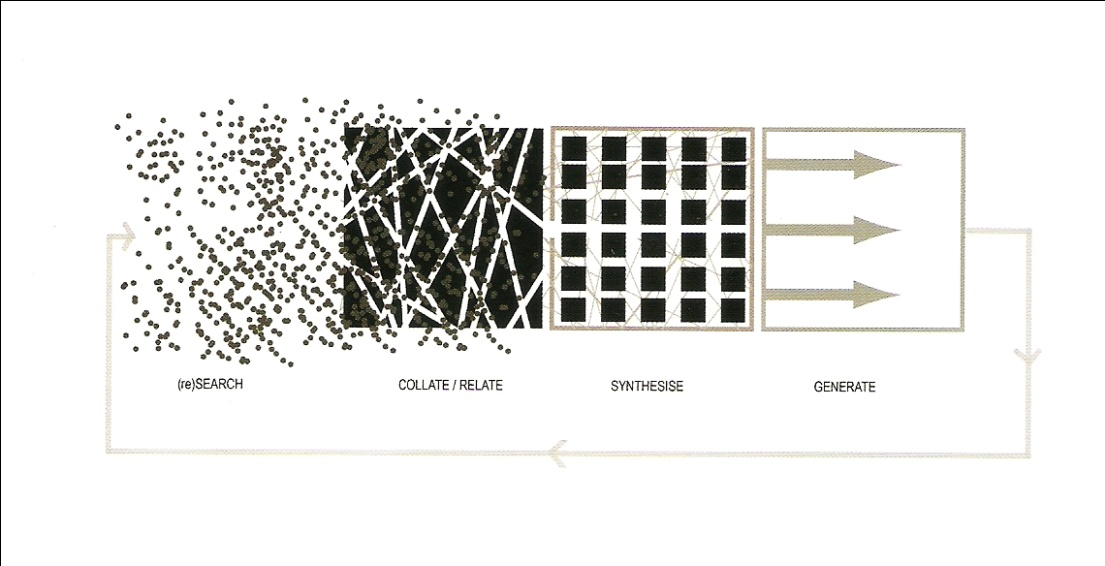 (re)SEARCH
COLLATE / RELATE
SYNTHESISE
GENERATE